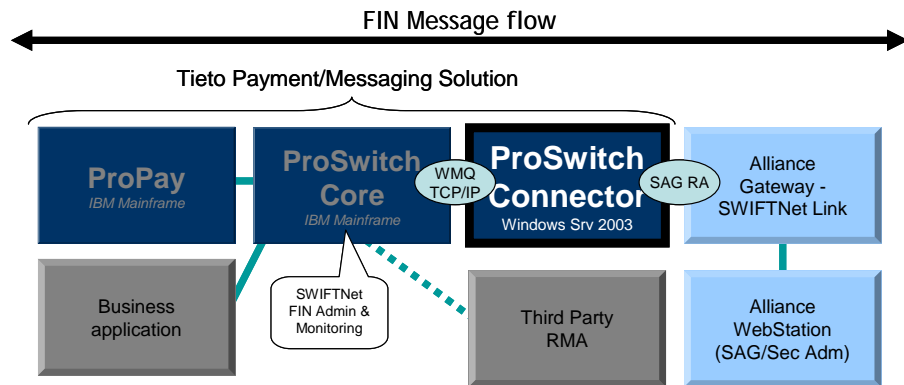 FIN Message flow
Tieto Payment/Messaging Solution
ProPay
IBM Mainframe
ProSwitch
Core
IBM Mainframe
WMQ
TCP/IP
ProSwitch
Connector
Windows Srv 2003
SAG RA
Alliance
Gateway -
SWIFTNet Link
Business
application
SWIFTNet
FIN Admin &
Monitoring
Third Party
RMA
Alliance
WebStation
(SAG/Sec Adm)